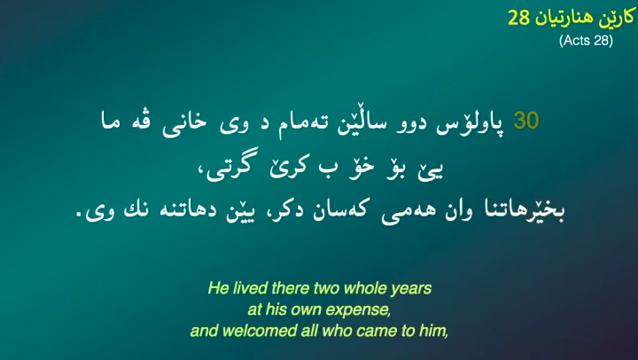 کارێن هنارتیان 28
(Acts 28)
30 پاولۆس دوو ساڵێن تەمام د وی خانی ڤە ما
یێ بۆ خۆ ب کرێ گرتی،
بخێرهاتنا وان هەمی کەسان دکر، یێن دهاتنە نك وی.
He lived there two whole years
at his own expense,
and welcomed all who came to him,